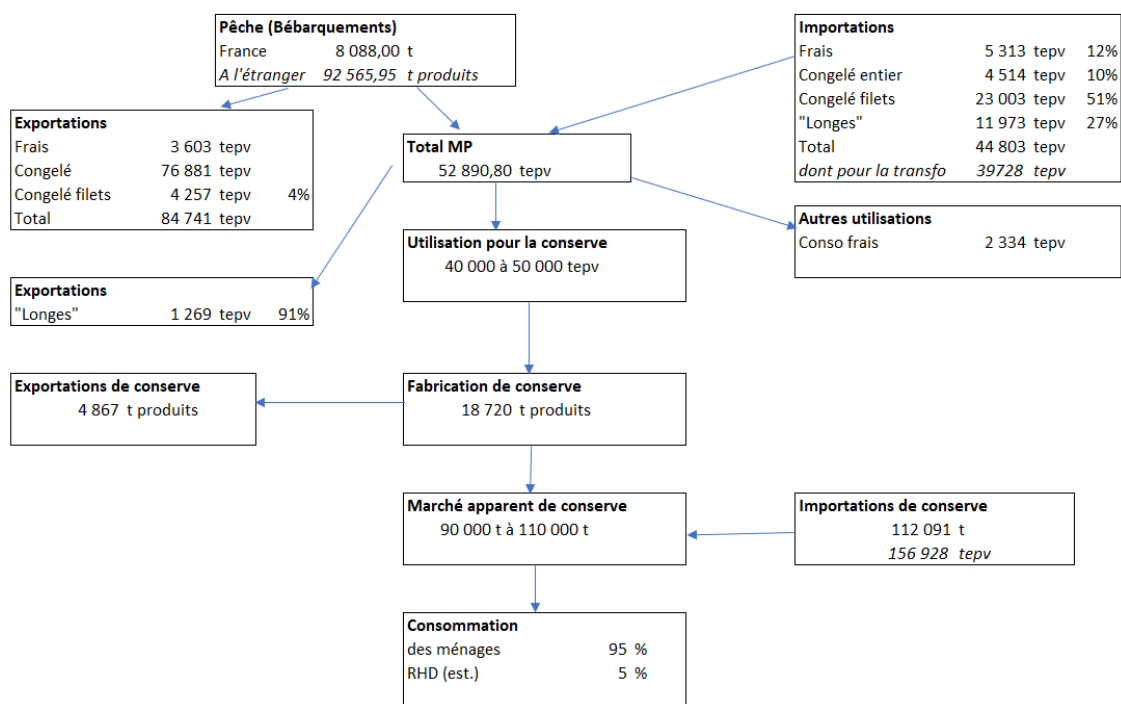 Pêche (Bébarquements)
France 8 088,00 t
A l'étranger 92 565,95 t produits
Importations
Frais 5 313 tepv 12%
Congelé entier 4 514 tepv 10%
Congelé filets 23 003 tepv 51%
"Longes" 11 973 tepv 27%
Total 44 803 tepv
dont pour la transfo 39728 tepv
Exportations
Frais 3 603 tepv
Congelé 76 881 tepv
Congelé filets 4 257 tepv 4%
Total 84 741 tepv
Total MP
52 890,80 tepv
Autres utilisations
Conso frais 2 334 tepv
Utilisation pour la conserve
40 000 à 50 000 tepv
Exportations
"Longes" 1 269 tepv 91%
Exportations de conserve
4 867 t produits
Fabrication de conserve
18 720 t produits
Marché apparent de conserve
90 000 t à 110 000 t
Importations de conserve
112 091 t
156 928 tepv
Consommation
des ménages 95 %
RHD (est.) 5 %